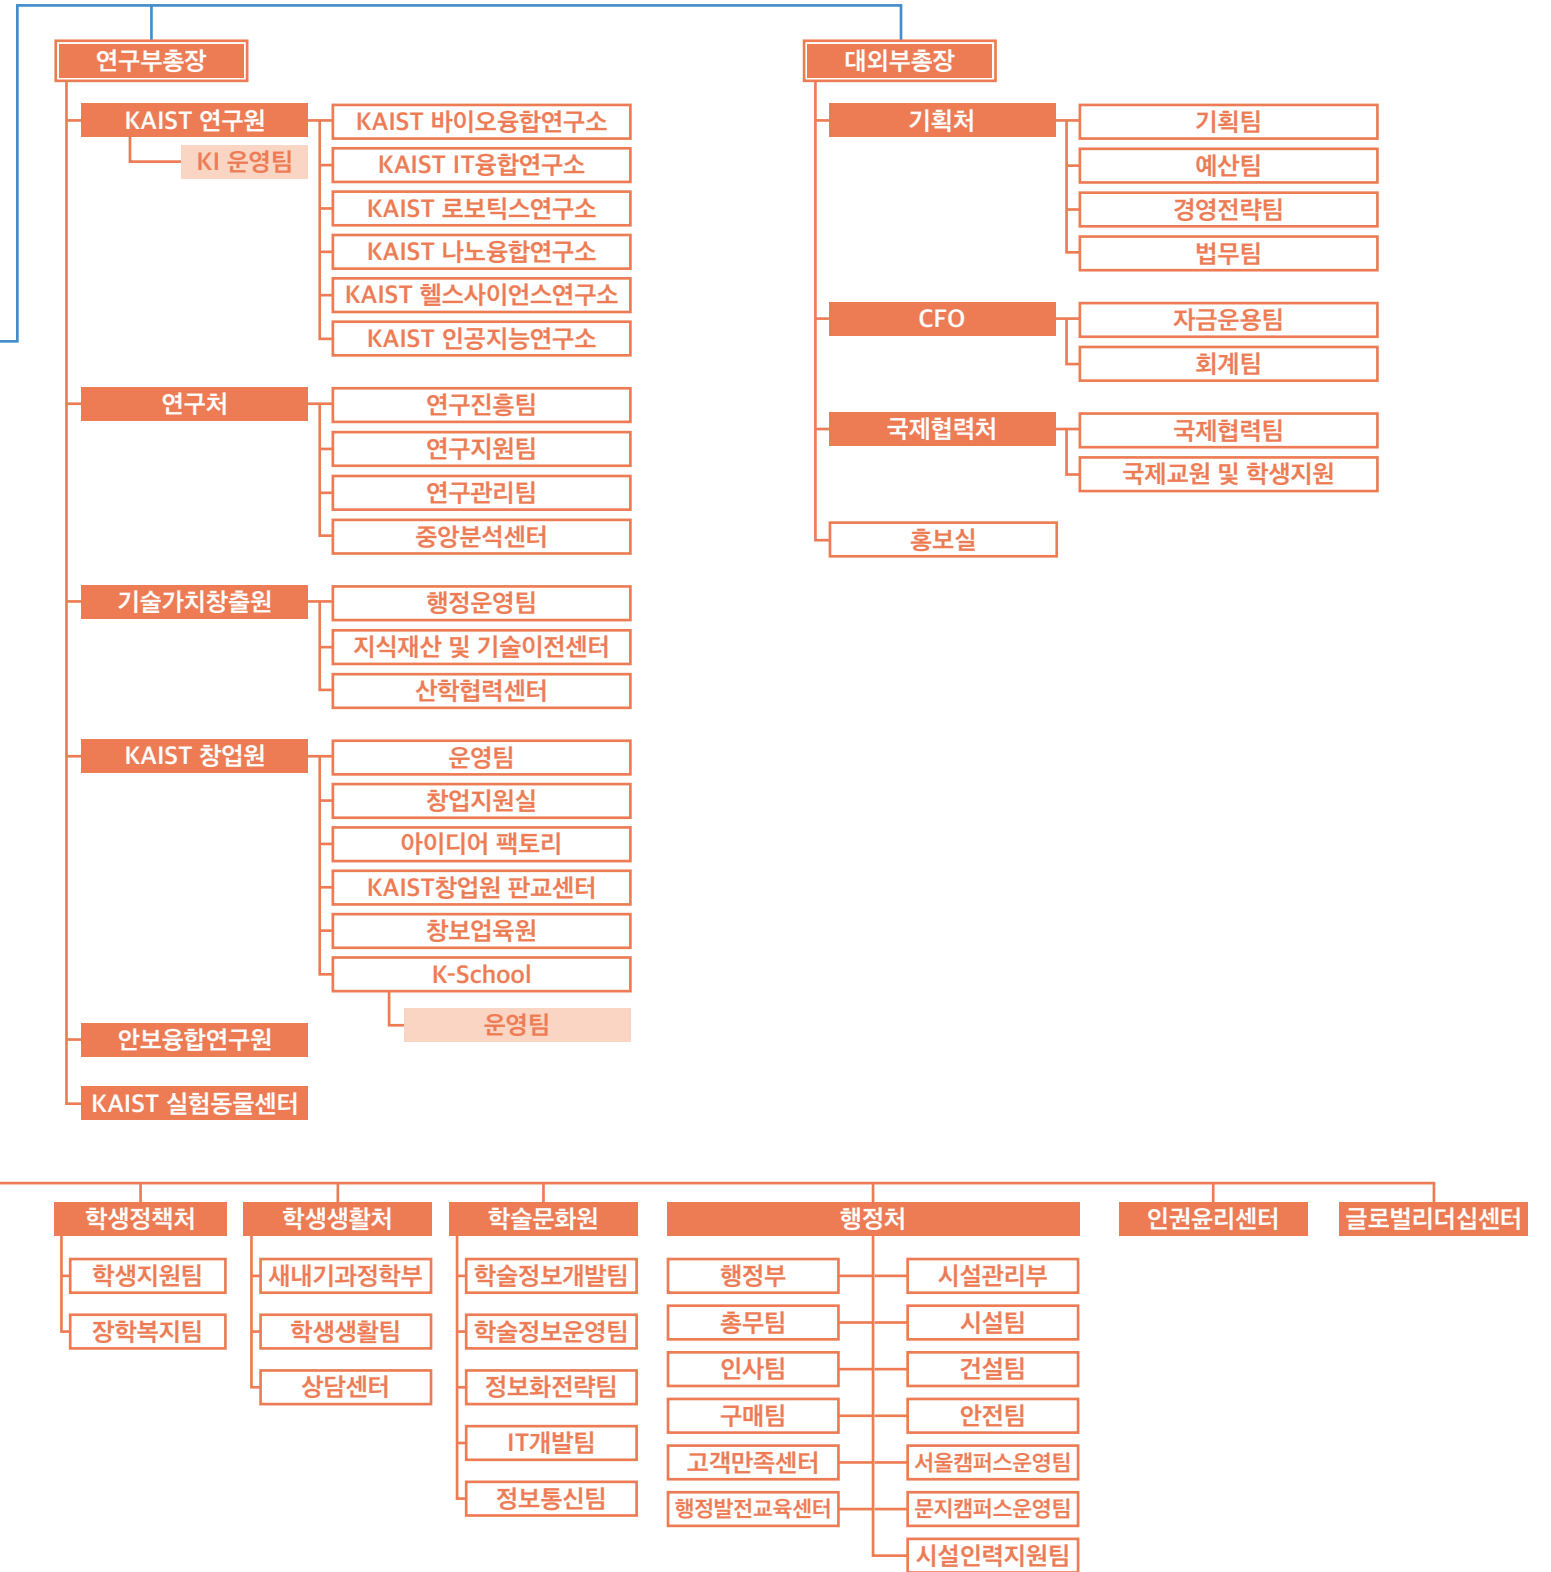 연구부총장
KAIST 연구원
KI 운영팀
KAIST 바이오융합연구소
KAIST IT융합연구소
KAIST 로보틱스연구소
KAIST 나노융합연구소
KAIST 헬스사이언스연구소
KAIST 인공지능연구소
연구처
연구진흥팀
연구지원팀
연구관리팀
중앙분석센터
기술가치창출원
행정운영팀
지식재산 및 기술이전센터
산학협력센터
KAIST 창업원
운영팀
창업지원실
아이디어 팩토리
KAIST창업원 판교센터
창보업육원
K-School
운영팀
안보융합연구원
KAIST 실험동물센터
대외부총장
기획처
기획팀
예산팀
경영전략팀
법무팀
CFO
자금운용팀
회계팀
국제협력처
국제협력팀
국제교원 및 학생지원
홍보실
학생정책처
학생지원팀
장학복지팀
학생생활처
새내기과정학부
학생생활팀
상담센터
학술문화원
학술정보개발팀
학술정보운영팀
정보화전략팀
IT개발팀
정보통신팀
행정처
행정부
총무팀
인사팀
구매팀
고객만족센터
행정발전교육센터
시설관리부
시설팀
건설팀
안전팀
서울캠퍼스운영팀
문지캠퍼스운영팀
시설인력지원팀
인권윤리센터
글로벌리더십센터